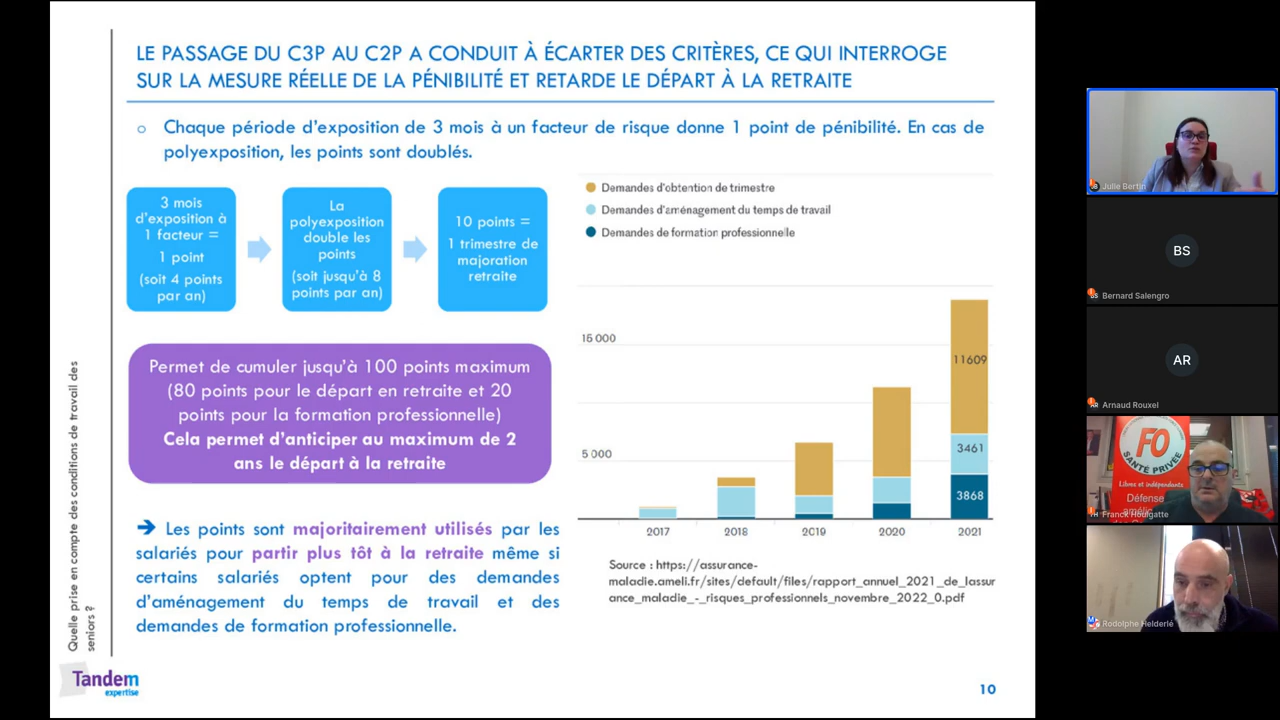 LE PASSAGE DU C3P AU C2P A CONDUIT À ÉCARTER DES CRITÈRES, CE QUI INTERROGE
SUR LA MESURE RÉELLE DE LA PÉNIBILITÉ ET RETARDE LE DÉPART À LA RETRAITE
Chaque période d'exposition de 3 mois à un facteur de risque donne 1 point de pénibilité. En cas de
polyexposition, les points sont doublés.
3 mois
d'exposition à
1 facteur =
1 point
(soit 4 points
par an)
La
polyexposition
double les
points
(soit jusqu'à 8
points par an)
10 points =
1 trimestre de
majoration
retraite
Permet de cumuler jusqu'à 100 points maximum
(80 points pour le départ en retraite et 20
points pour la formation professionnelle)
Cela permet d'anticiper au maximum de 2
ans le départ à la retraite
➔ Les points sont majoritairement utilisés par les
salariés pour partir plus tôt à la retraite même si
certains salariés optent pour des demandes
d'aménagement du temps de travail et des
demandes de formation professionnelle.
Demandes d'obtention de trimestre
Demandes d'aménagement du temps de travail
Demandes de formation professionnelle
15 000
5 000
11609
3461
3868
2017
2018
2019
2020
2021
Source : https://assurance-
maladie.ameli.fr/sites/default/files/rapport_annuel_2021_de_lassur
ance_maladie_-_risques_professionnels_novembre_2022_0.pdf
Quelle prise en compte des conditions de travail des
seniors ?
Tandem
expertise
10
Julie Bertin
BS
Bernard Salengro
AR
Arnaud Rouxel
FO
SANTÉ PRIVÉE
Libres et indépendants
Défense
Franck Houlgatte
Rodolphe Helderlé